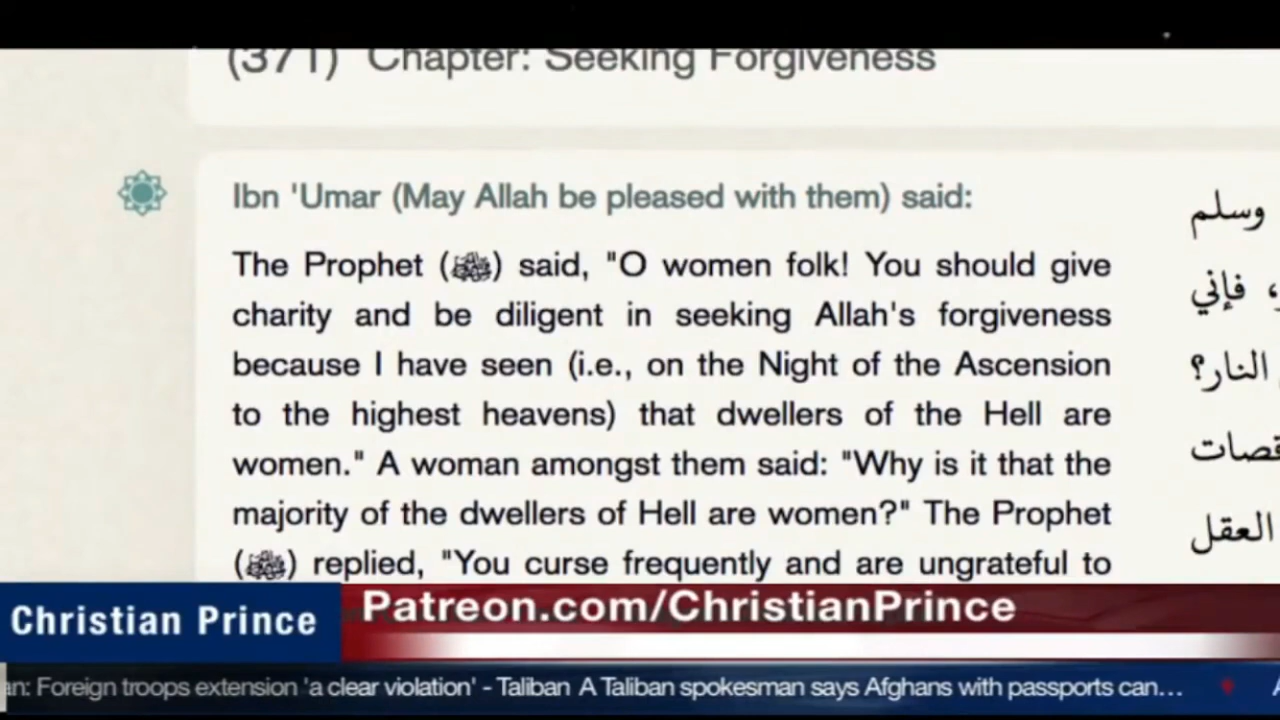 (371) Chapter: Seeking Forgiveness
Ibn 'Umar (May Allah be pleased with them) said:
The Prophet (ﷺ) said, "O women folk! You should give
charity and be diligent in seeking Allah's forgiveness
because I have seen (i.e., on the Night of the Ascension
to the highest heavens) that dwellers of the Hell are
women." A woman amongst them said: "Why is it that the
majority of the dwellers of Hell are women?" The Prophet
(ﷺ) replied, "You curse frequently and are ungrateful to
وسلم
، فإني
النار؟
العقل
Christian Prince
Patreon.com/ChristianPrince
an: Foreign troops extension 'a clear violation' - Taliban A Taliban spokesman says Afghans with passports can...